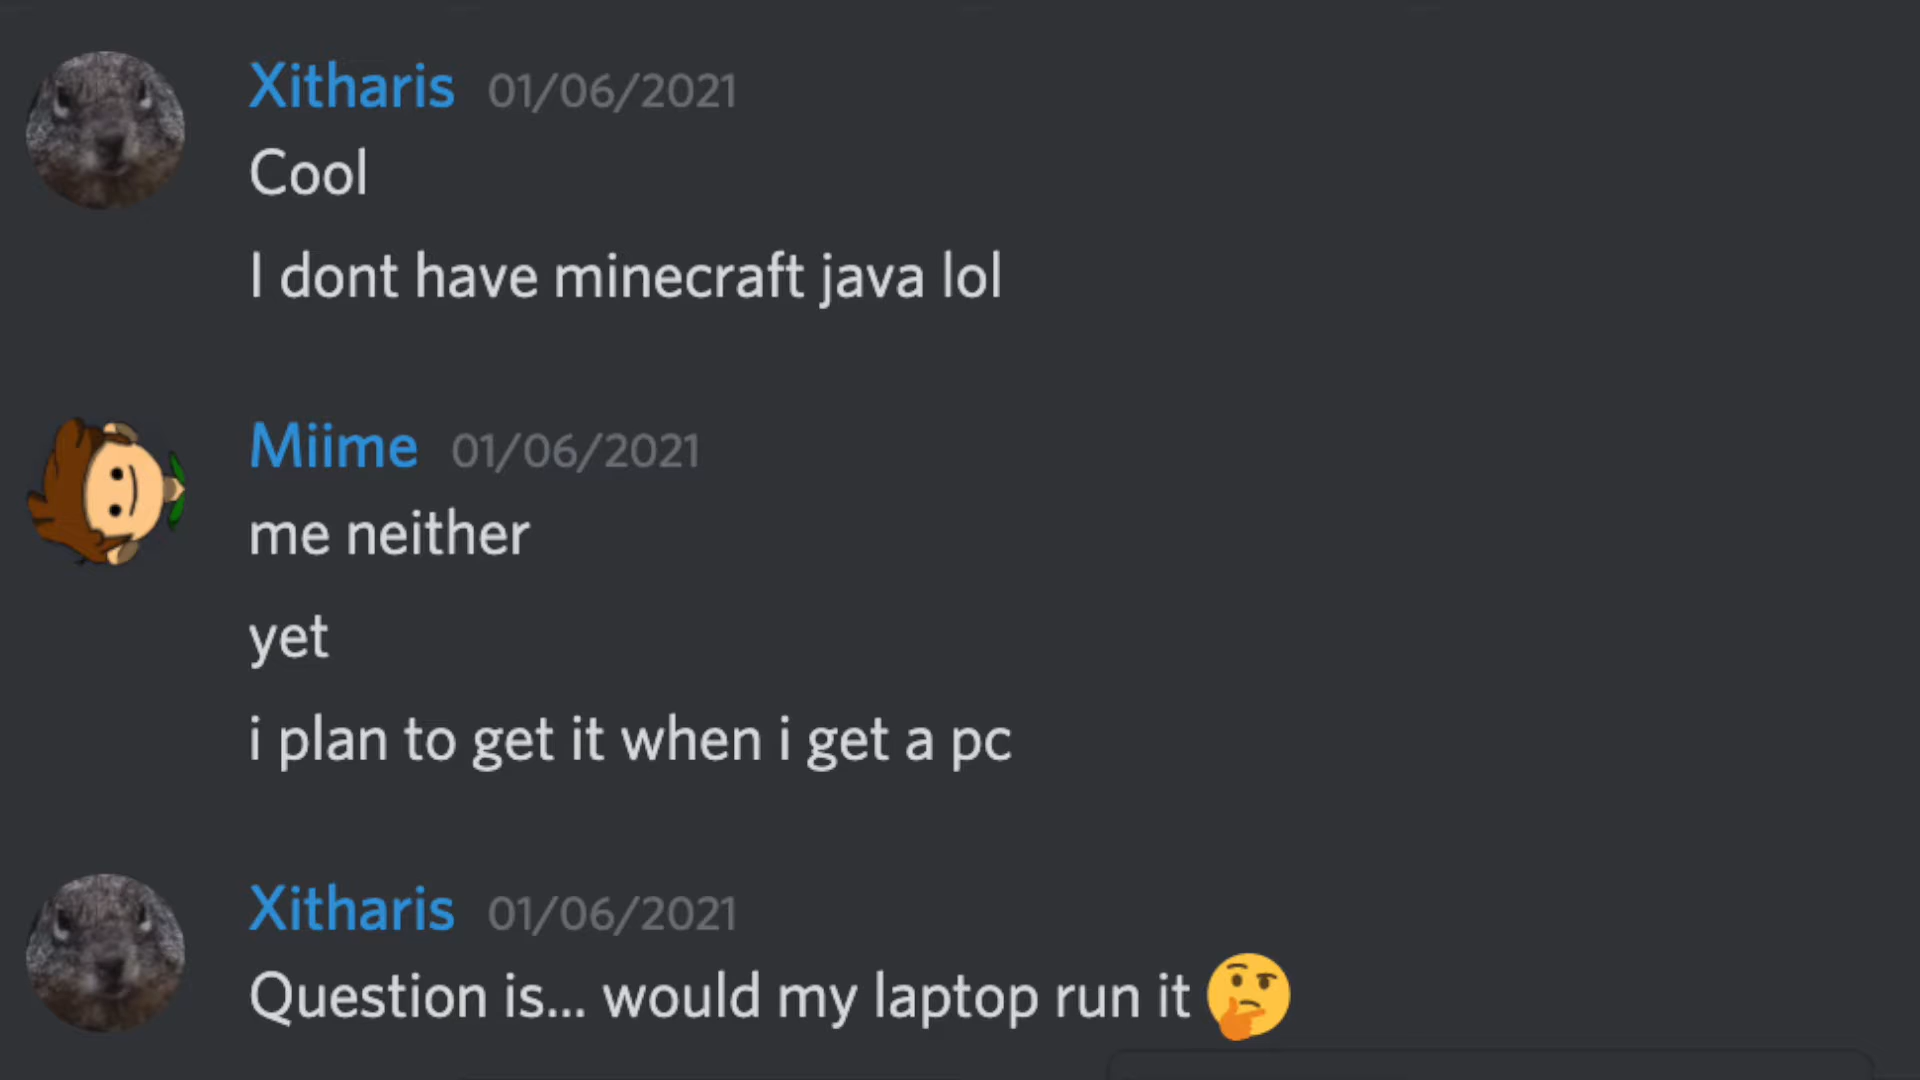 Xitharis 01/06/2021
Cool
I dont have minecraft java lol
Miime 01/06/2021
me neither
yet
i plan to get it when i get a pc
Xitharis 01/06/2021
Question is... would my laptop run it 🤔